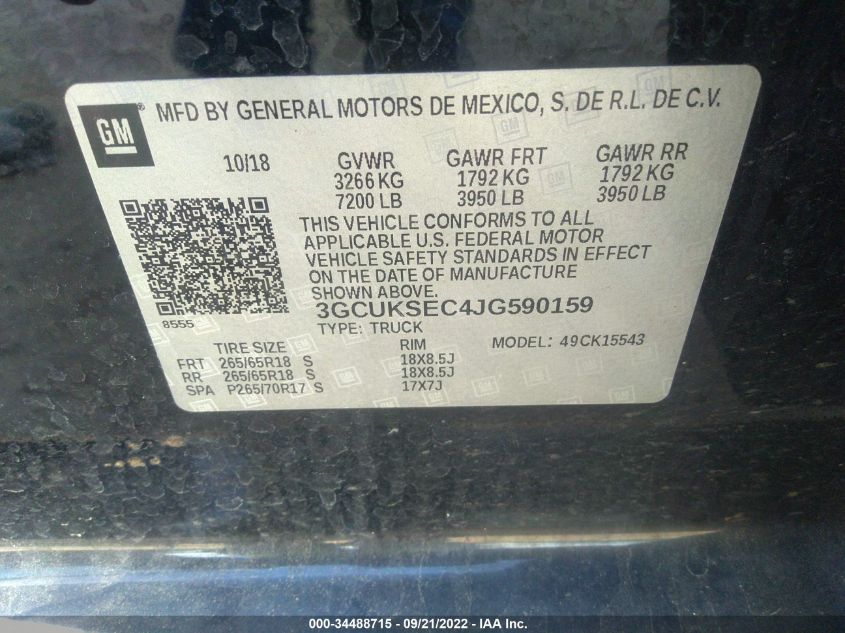 GM ® MFD BY GENERAL MOTORS DE MEXICO, S. DE R.L. DE C.V.
10/18 GVWR GAWR FRT GAWR RR
3266 KG 1792 KG 1792 KG
7200 LB 3950 LB 3950 LB
THIS VEHICLE CONFORMS TO ALL
APPLICABLE U.S. FEDERAL MOTOR
VEHICLE SAFETY STANDARDS IN EFFECT
ON THE DATE OF MANUFACTURE
SHOWN ABOVE.
8555 3GCUKSEC4JG590159
TYPE: TRUCK MODEL: 49CK15543
TIRE SIZE RIM
FRT 265/65R18 S 18X8.5J
RR 265/65R18 S 18X8.5J
SPA P265/70R17 S 17X7J
000-34488715 - 09/21/2022 - IAA Inc.